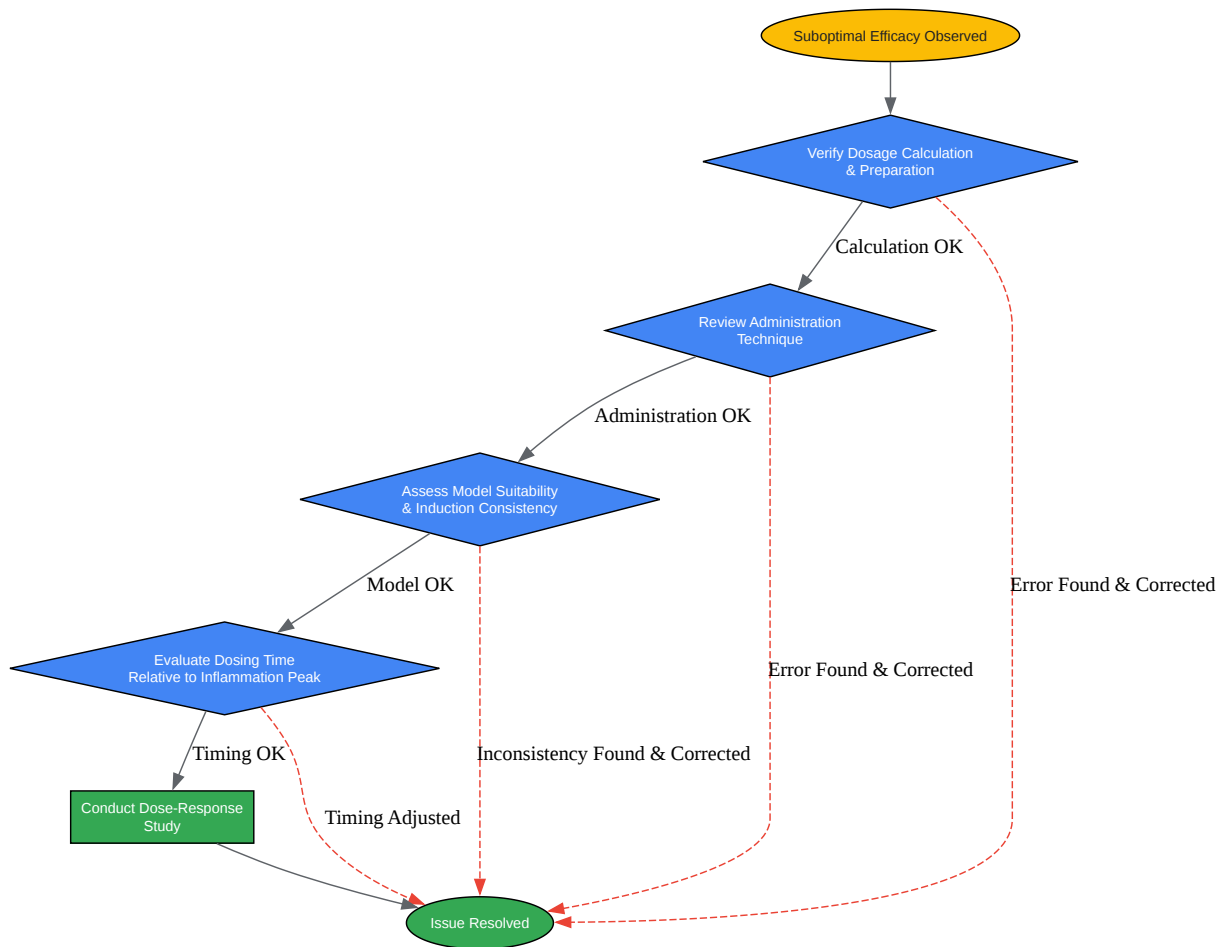 Suboptimal Efficacy Observed
Verify Dosage Calculation
& Preparation
Calculation OK
Review Administration
Technique
Administration OK
Assess Model Suitability
& Induction Consistency
Model OK
Error Found & Corrected
Evaluate Dosing Time
Relative to Inflammation Peak
Error Found & Corrected
Timing OK
Inconsistency Found & Corrected
Conduct Dose-Response
Study
Timing Adjusted
Issue Resolved